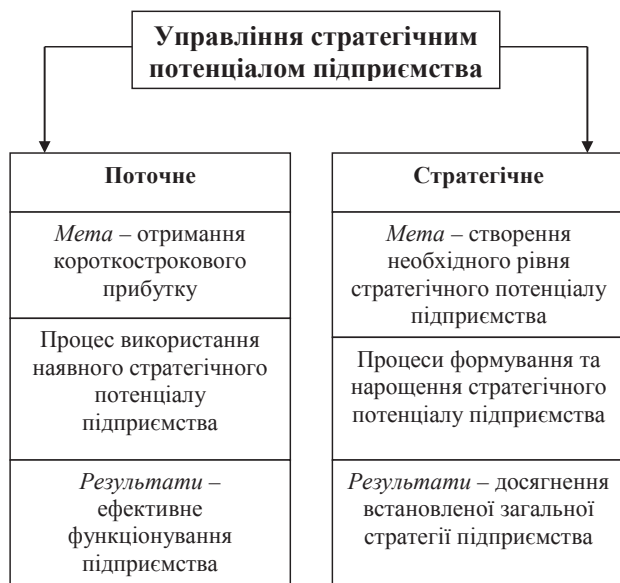 Управління стратегічним
потенціалом підприємства
Поточне
Мета – отримання
короткострокового
прибутку
Процес використання
наявного стратегічного
потенціалу
підприємства
Результати –
ефективне
функціонування
підприємства
Стратегічне
Мета – створення
необхідного рівня
стратегічного потенціалу
підприємства
Процеси формування та
нарощення стратегічного
потенціалу підприємства
Результати – досягнення
встановленої загальної
стратегії підприємства